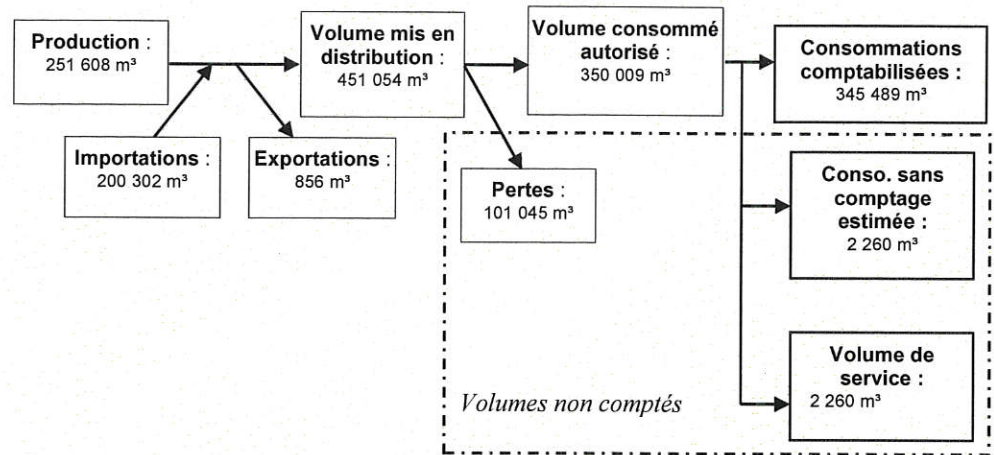 Production :
251 608 m³
Volume mis en
distribution :
451 054 m³
Volume consommé
autorisé :
350 009 m³
Consommations
comptabilisées :
345 489 m³
Importations :
200 302 m³
Exportations :
856 m³
Pertes :
101 045 m³
Conso. sans
comptage
estimée :
2 260 m³
Volume de
service :
2 260 m³
Volumes non comptés